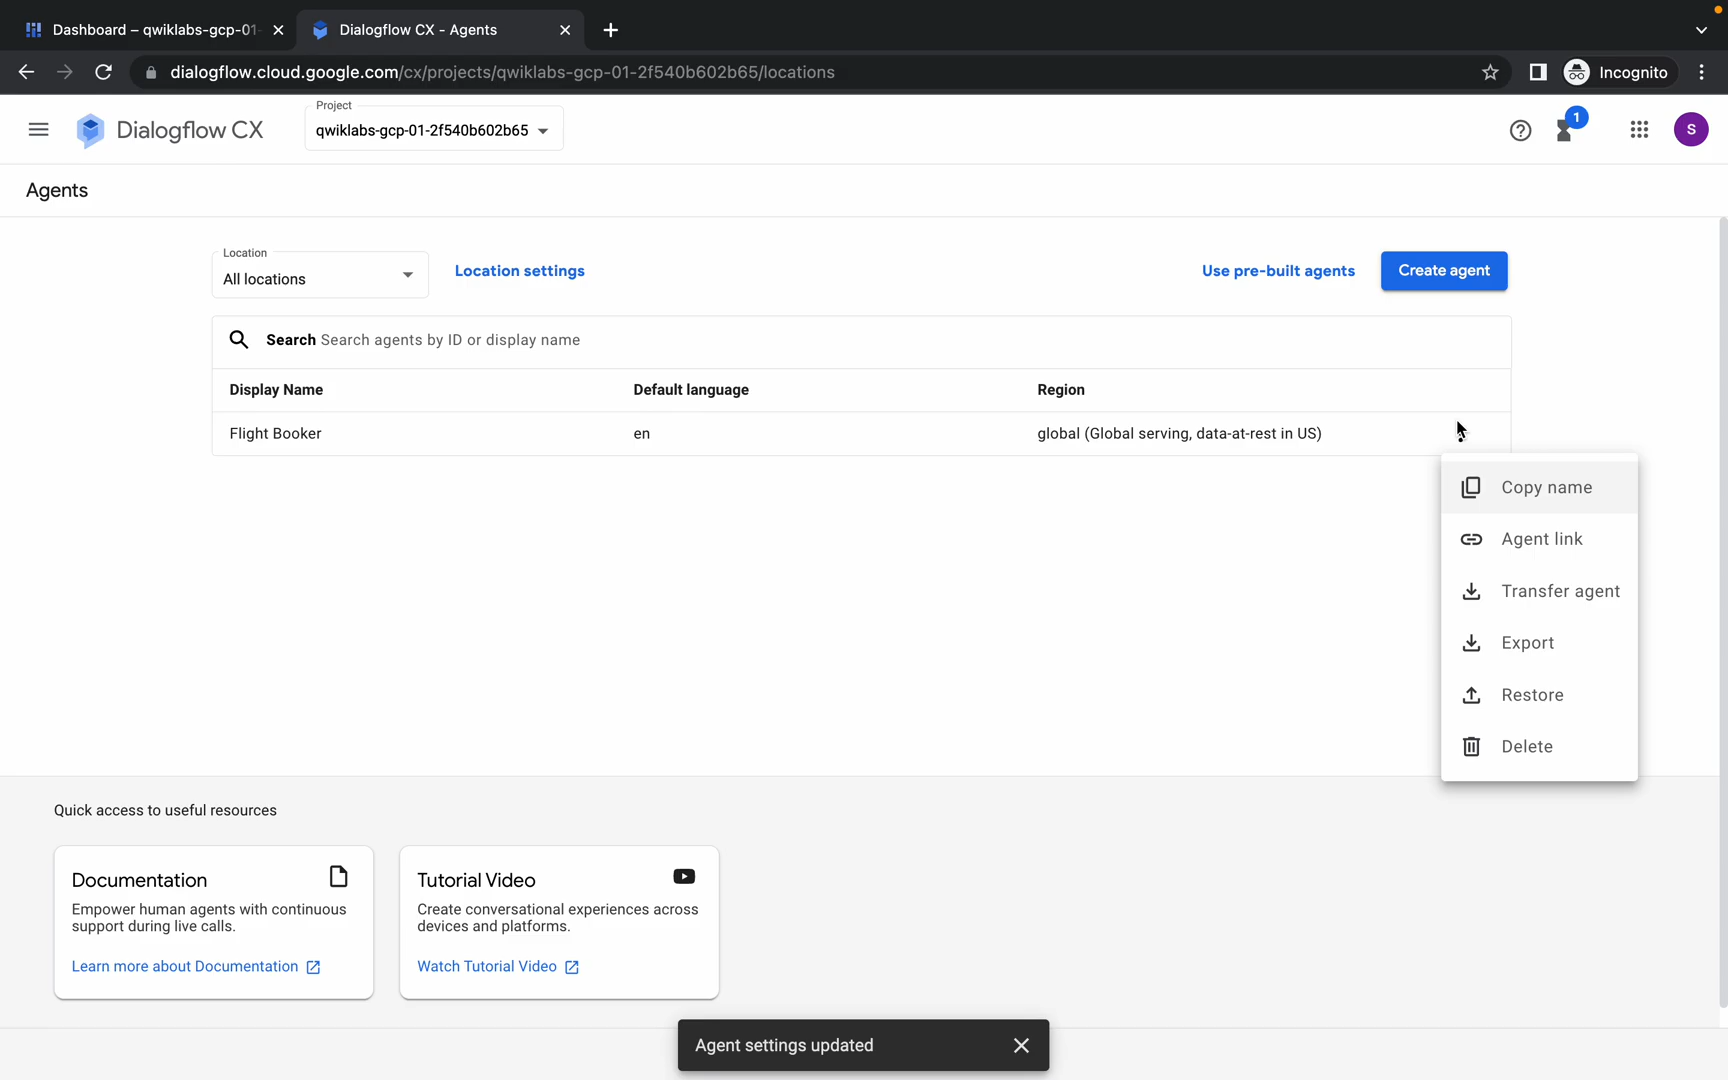 Dashboard – qwiklabs-gcp-01-
Dialogflow CX - Agents
dialogflow.cloud.google.com/cx/projects/qwiklabs-gcp-01-2f540b602b65/locations
Incognito
Dialogflow CX
Project
qwiklabs-gcp-01-2f540b602b65
1
S
Agents
Location
All locations
Location settings
Use pre-built agents
Create agent
Search Search agents by ID or display name
Display Name Default language Region
Flight Booker en global (Global serving, data-at-rest in US)
Copy name
Agent link
Transfer agent
Export
Restore
Delete
Quick access to useful resources
Documentation
Empower human agents with continuous
support during live calls.
Learn more about Documentation
Tutorial Video
Create conversational experiences across
devices and platforms.
Watch Tutorial Video
Agent settings updated